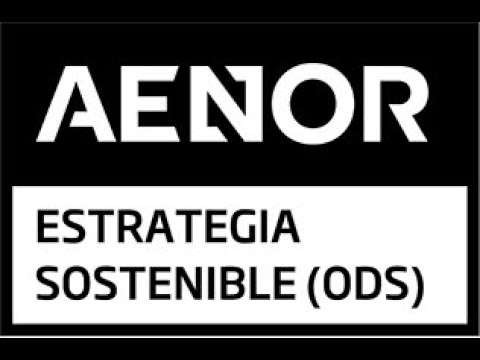 AENOR
ESTRATEGIA
SOSTENIBLE (ODS)